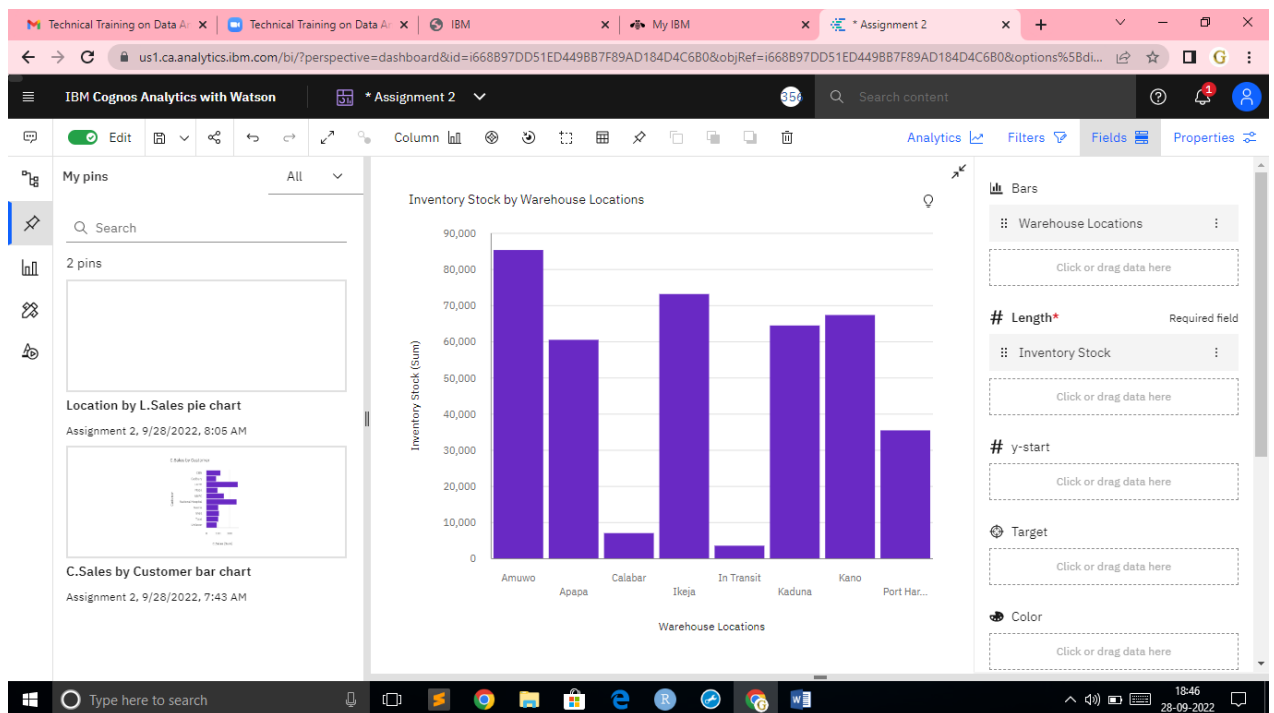 Technical Training on Data Ar
Technical Training on Data Ar
IBM
My IBM
* Assignment 2
us1.ca.analytics.ibm.com/bi/?perspective=dashboard&id=i668B97DD51ED449BB7F89AD184D4C6B0&objRef=i668B97DD51ED449BB7F89AD184D4C6B0&options%5Bdi...
G
IBM Cognos Analytics with Watson
* Assignment 2
356
Search content
1
Edit
Column
Analytics
Filters
Fields
Properties
My pins
All
Search
2 pins
Location by L.Sales pie chart
Assignment 2, 9/28/2022, 8:05 AM
C.Sales by Customer
C.Sales by Customer bar chart
Assignment 2, 9/28/2022, 7:43 AM
Inventory Stock by Warehouse Locations
Inventory Stock (Sum)
90,000
80,000
70,000
60,000
50,000
40,000
30,000
20,000
10,000
0
Amuwo
Apapa
Calabar
Ikeja
In Transit
Kaduna
Kano
Port Har...
Warehouse Locations
Bars
Warehouse Locations
Click or drag data here
# Length*
Required field
Inventory Stock
Click or drag data here
# y-start
Click or drag data here
Target
Click or drag data here
Color
Click or drag data here
Type here to search
R
18:46
28-09-2022